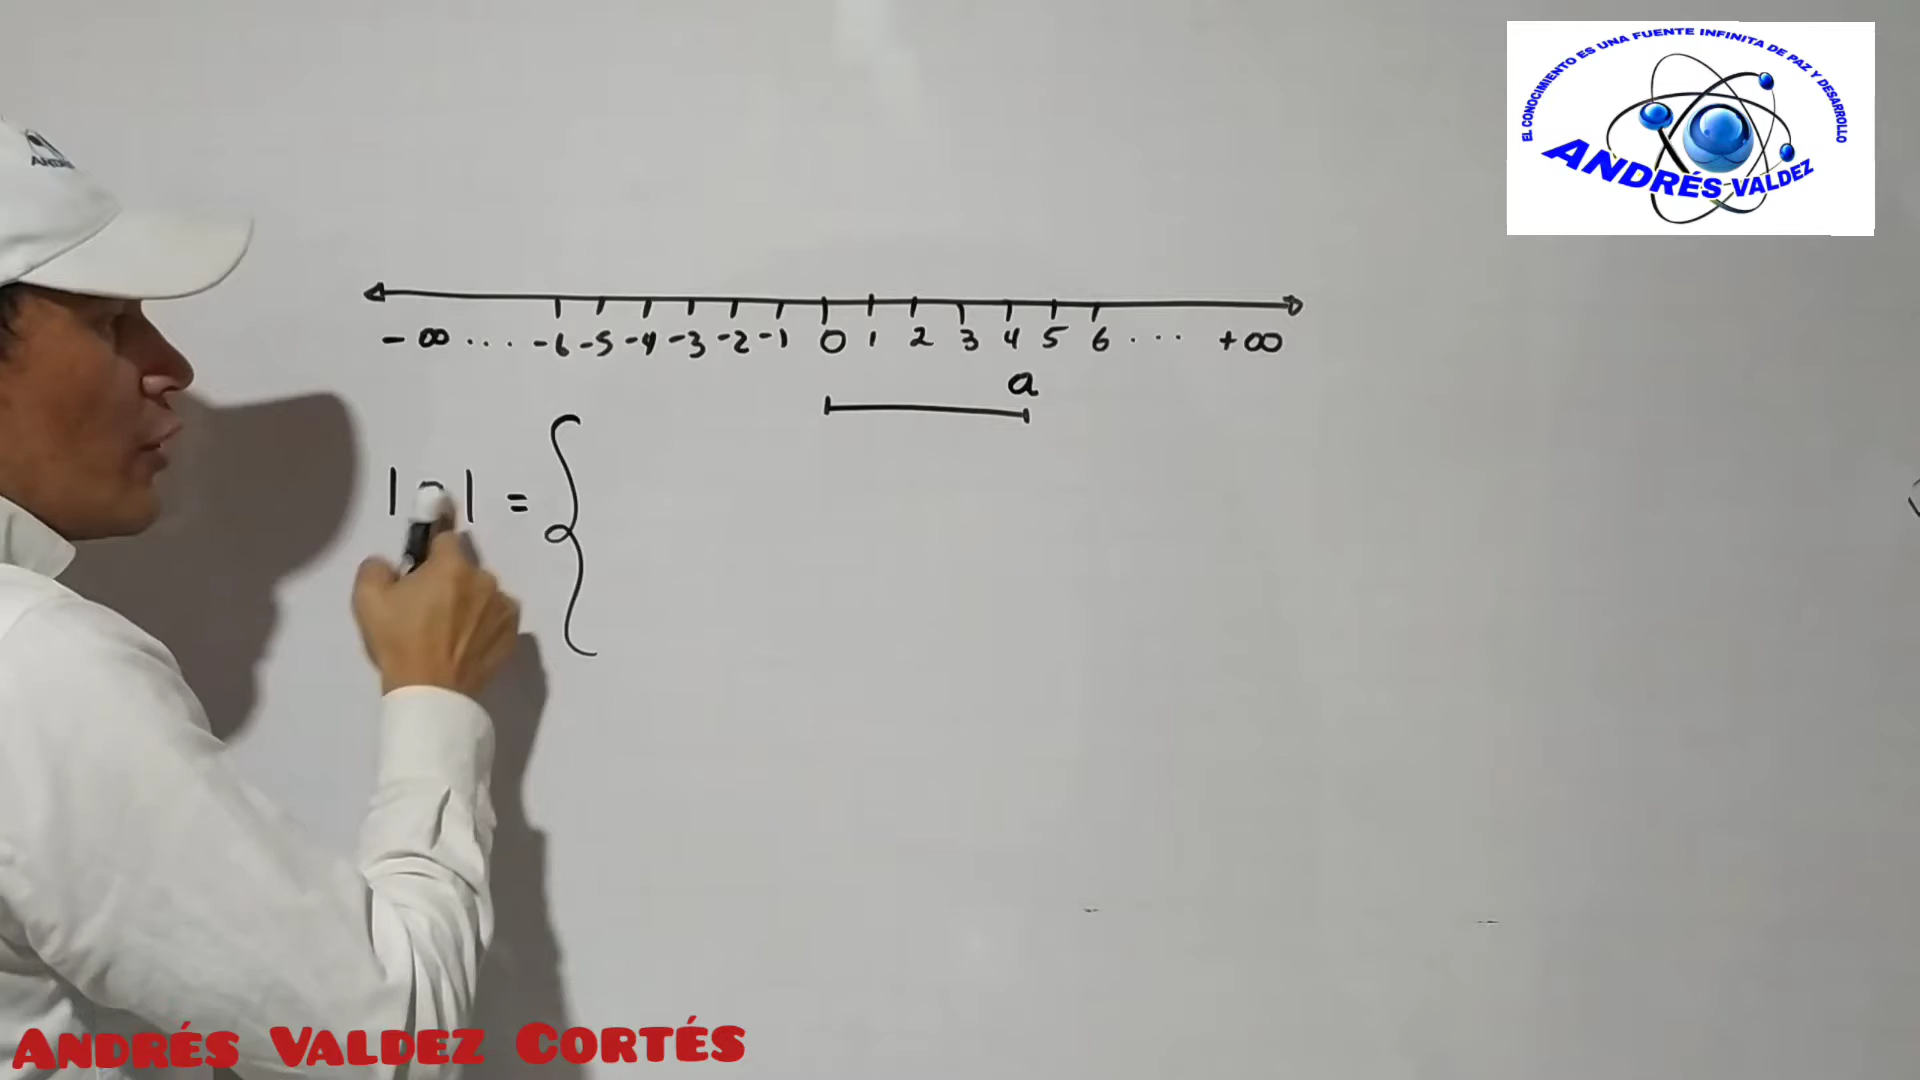 EL CONOCIMIENTO ES UNA FUENTE INFINITA DE PAZ Y DESARROLLO
ANDRÉS VALDEZ
- ∞ .... -6 -5 -4 -3 -2 -1 0 1 2 3 4 5 6 ... + ∞
a
| | = {
ANDRÉS VALDEZ CORTÉS